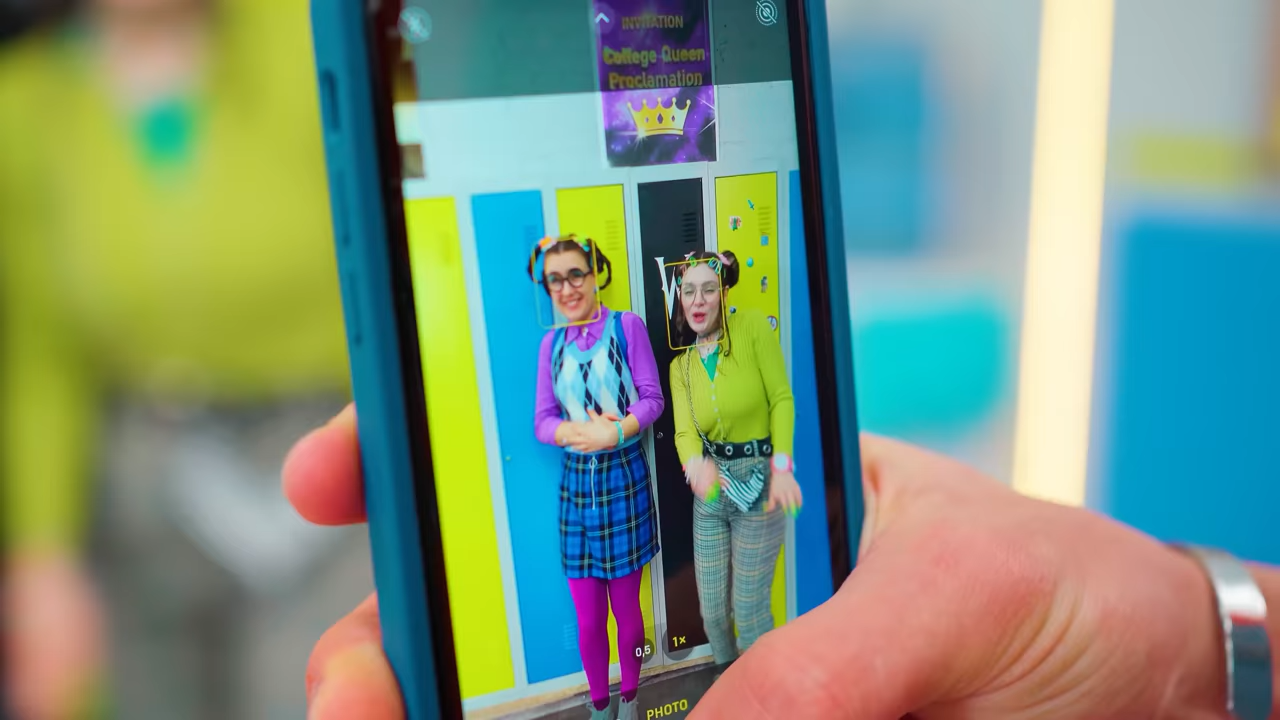 INVITATION
College Queen
Proclamation
W
0,5
1×
PHOTO